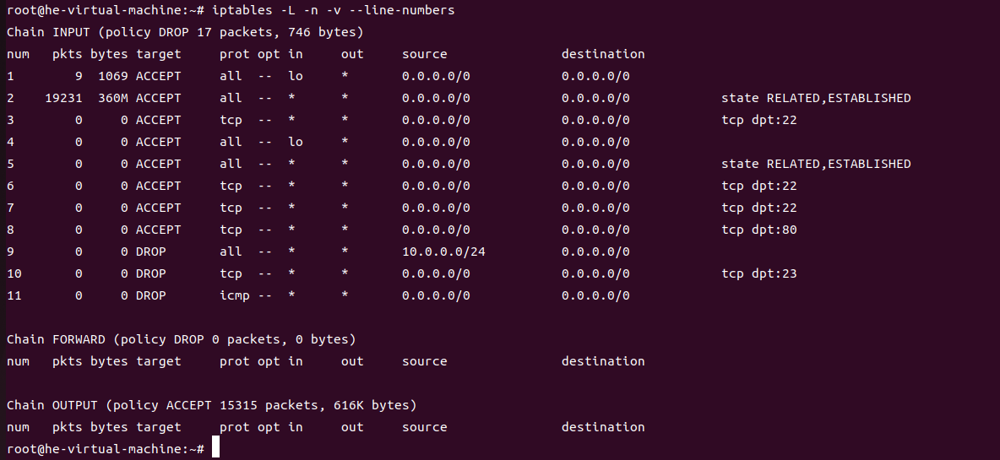 root@he-virtual-machine:~# iptables -L -n -v --line-numbers
Chain INPUT (policy DROP 17 packets, 746 bytes)
num   pkts bytes target     prot opt in     out     source               destination
1        9  1069 ACCEPT     all  --  lo     *       0.0.0.0/0            0.0.0.0/0
2    19231  360M ACCEPT     all  --  *      *       0.0.0.0/0            0.0.0.0/0            state RELATED,ESTABLISHED
3        0     0 ACCEPT     tcp  --  *      *       0.0.0.0/0            0.0.0.0/0            tcp dpt:22
4        0     0 ACCEPT     all  --  lo     *       0.0.0.0/0            0.0.0.0/0
5        0     0 ACCEPT     all  --  *      *       0.0.0.0/0            0.0.0.0/0            state RELATED,ESTABLISHED
6        0     0 ACCEPT     tcp  --  *      *       0.0.0.0/0            0.0.0.0/0            tcp dpt:22
7        0     0 ACCEPT     tcp  --  *      *       0.0.0.0/0            0.0.0.0/0            tcp dpt:22
8        0     0 ACCEPT     tcp  --  *      *       0.0.0.0/0            0.0.0.0/0            tcp dpt:80
9        0     0 DROP       all  --  *      *       10.0.0.0/24          0.0.0.0/0
10       0     0 DROP       tcp  --  *      *       0.0.0.0/0            0.0.0.0/0            tcp dpt:23
11       0     0 DROP       icmp --  *      *       0.0.0.0/0            0.0.0.0/0
Chain FORWARD (policy DROP 0 packets, 0 bytes)
num   pkts bytes target     prot opt in     out     source               destination
Chain OUTPUT (policy ACCEPT 15315 packets, 616K bytes)
num   pkts bytes target     prot opt in     out     source               destination
root@he-virtual-machine:~#